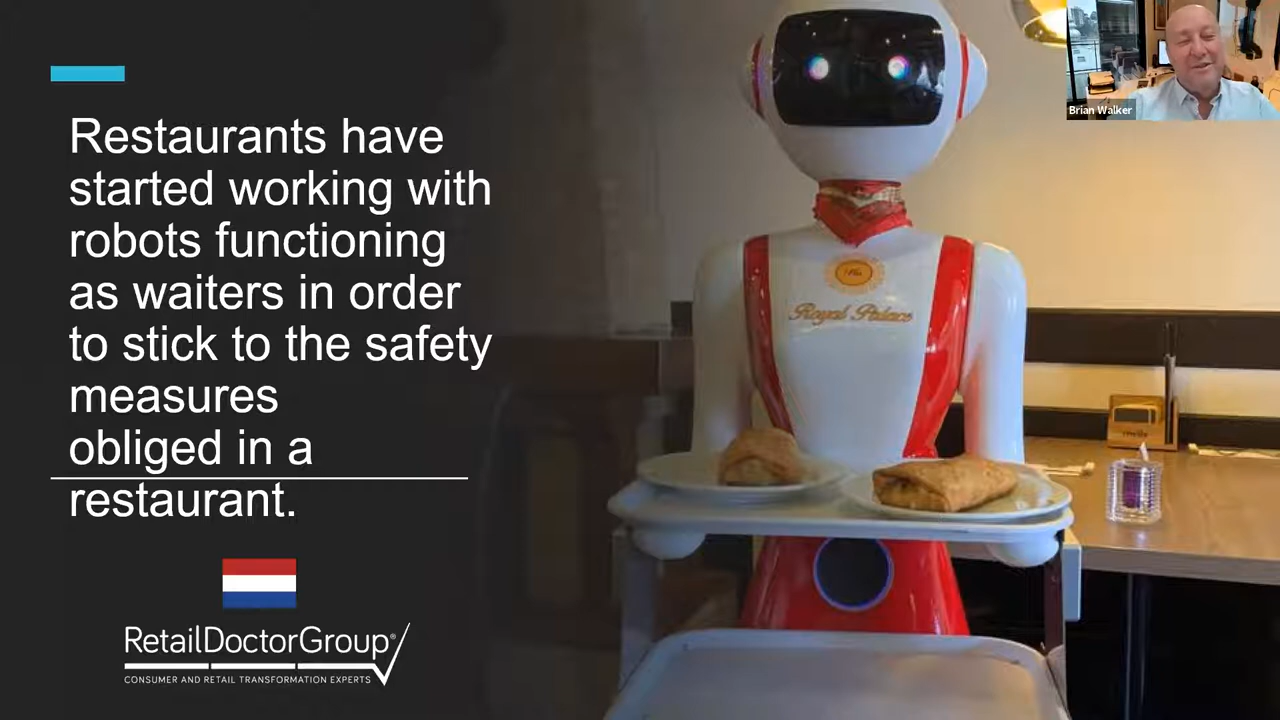 Restaurants have
started working with
robots functioning
as waiters in order
to stick to the safety
measures
obliged in a
restaurant.
RetailDoctorGroup®
CONSUMER AND RETAIL TRANSFORMATION EXPERTS
Royal Palace
Brian Walker